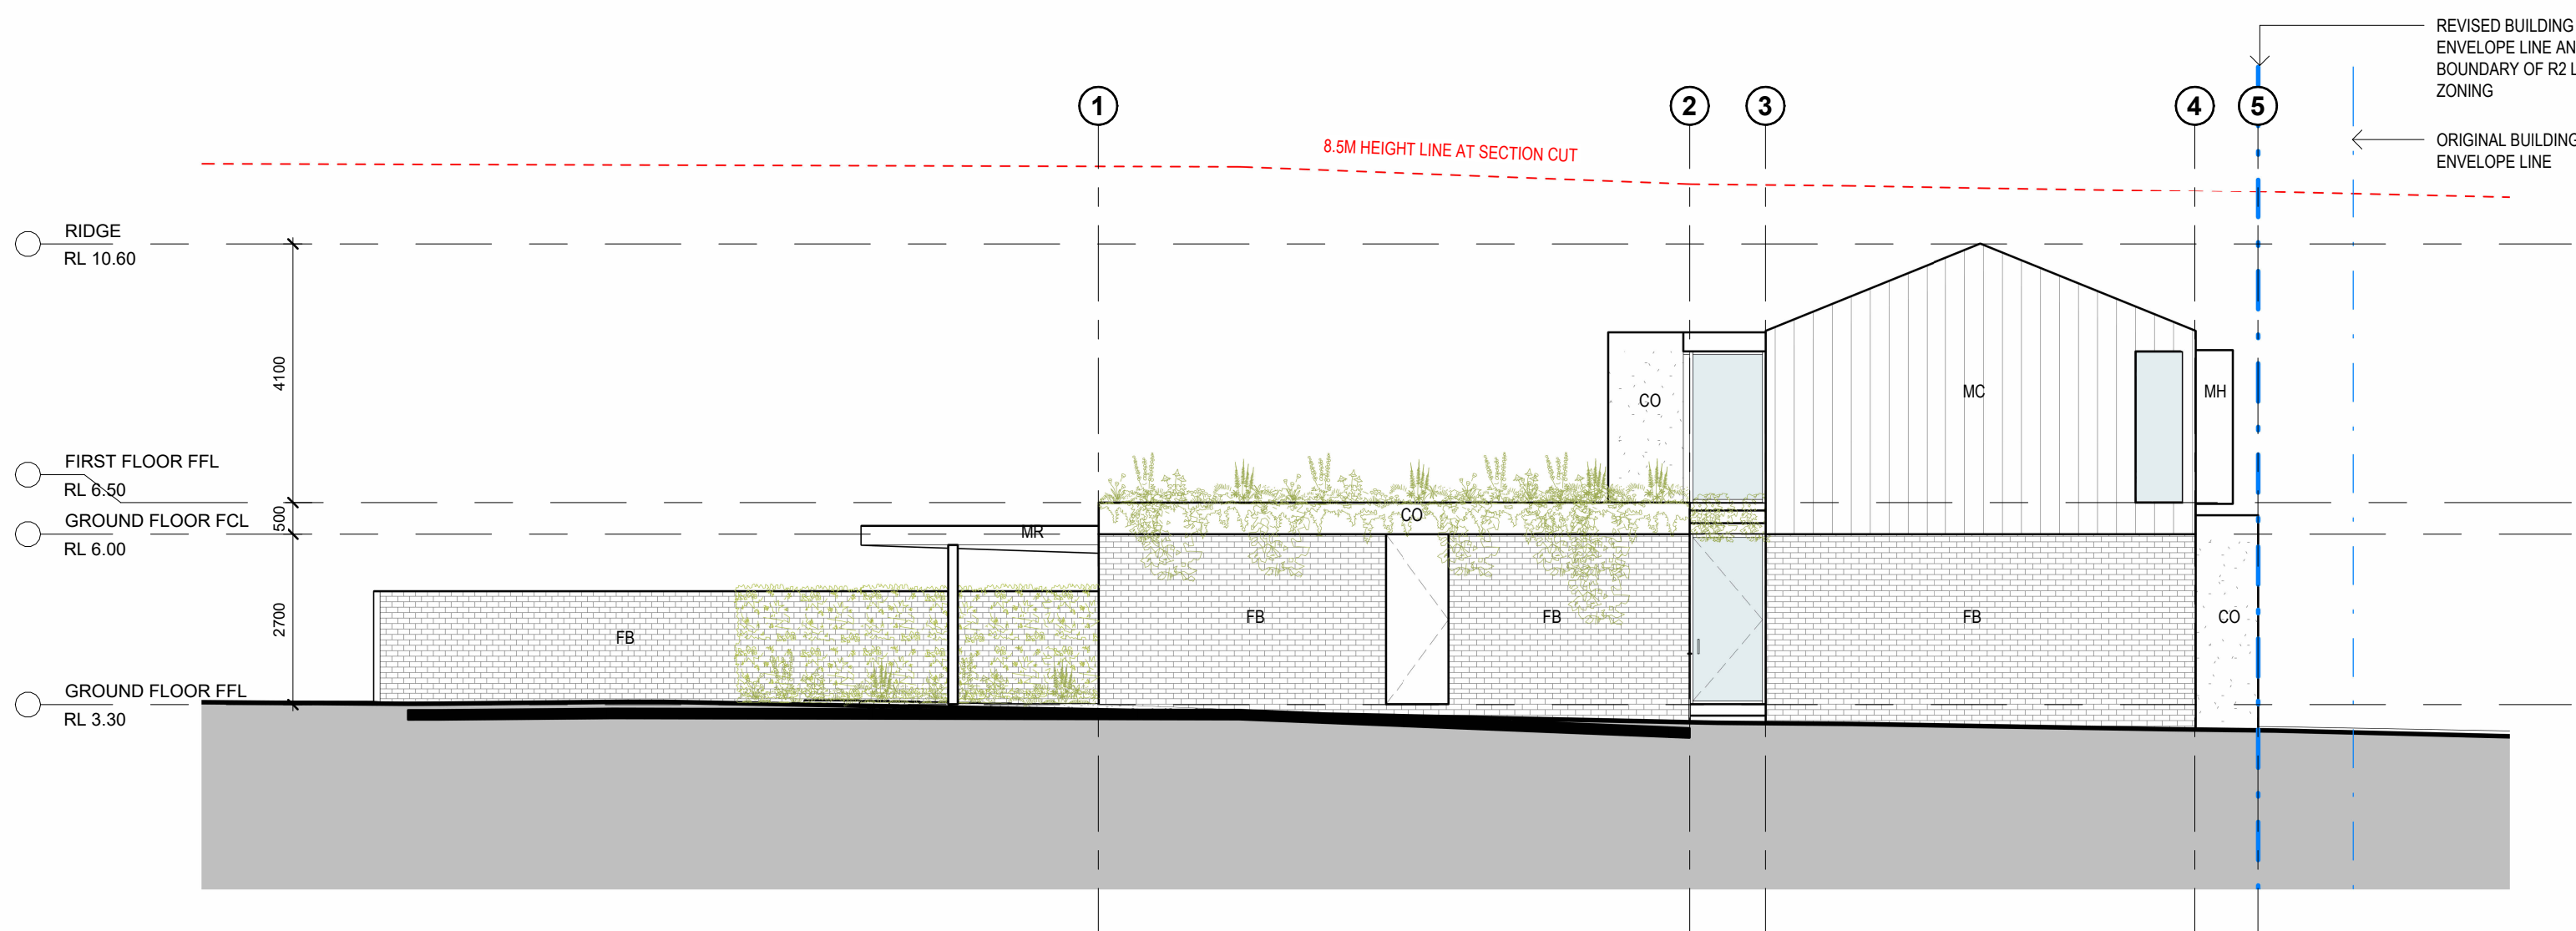 REVISED BUILDING
ENVELOPE LINE AN
BOUNDARY OF R2 L
ZONING
1
2
3
4
5
ORIGINAL BUILDING
ENVELOPE LINE
8.5M HEIGHT LINE AT SECTION CUT
RIDGE
RL 10.60
4100
CO
MC
MH
FIRST FLOOR FFL
RL 6.50
500
GROUND FLOOR FCL
RL 6.00
MR
CO
2700
FB
FB
FB
FB
CO
GROUND FLOOR FFL
RL 3.30